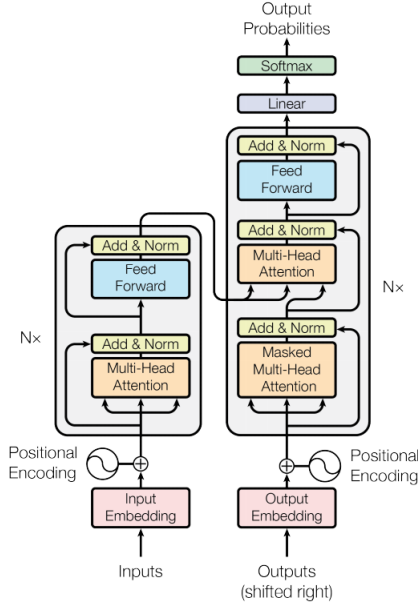 Output
Probabilities
Softmax
Linear
Add & Norm
Feed
Forward
Add & Norm
Multi-Head
Attention
Add & Norm
Masked
Multi-Head
Attention
N×
Add & Norm
Feed
Forward
Add & Norm
Multi-Head
Attention
N×
Positional
Encoding
Positional
Encoding
Input
Embedding
Output
Embedding
Inputs
Outputs
(shifted right)